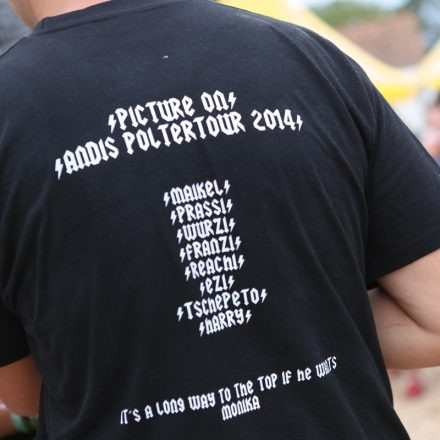 PICTURE ON
ANDIS POLTERTOUR 2014
MAIKEL
PRASSI
WURZI
FRANZI
REACHI
EZI
TSCHEPETO
HARRY
IT'S A LONG WAY TO THE TOP IF HE WANTS
MONIKA